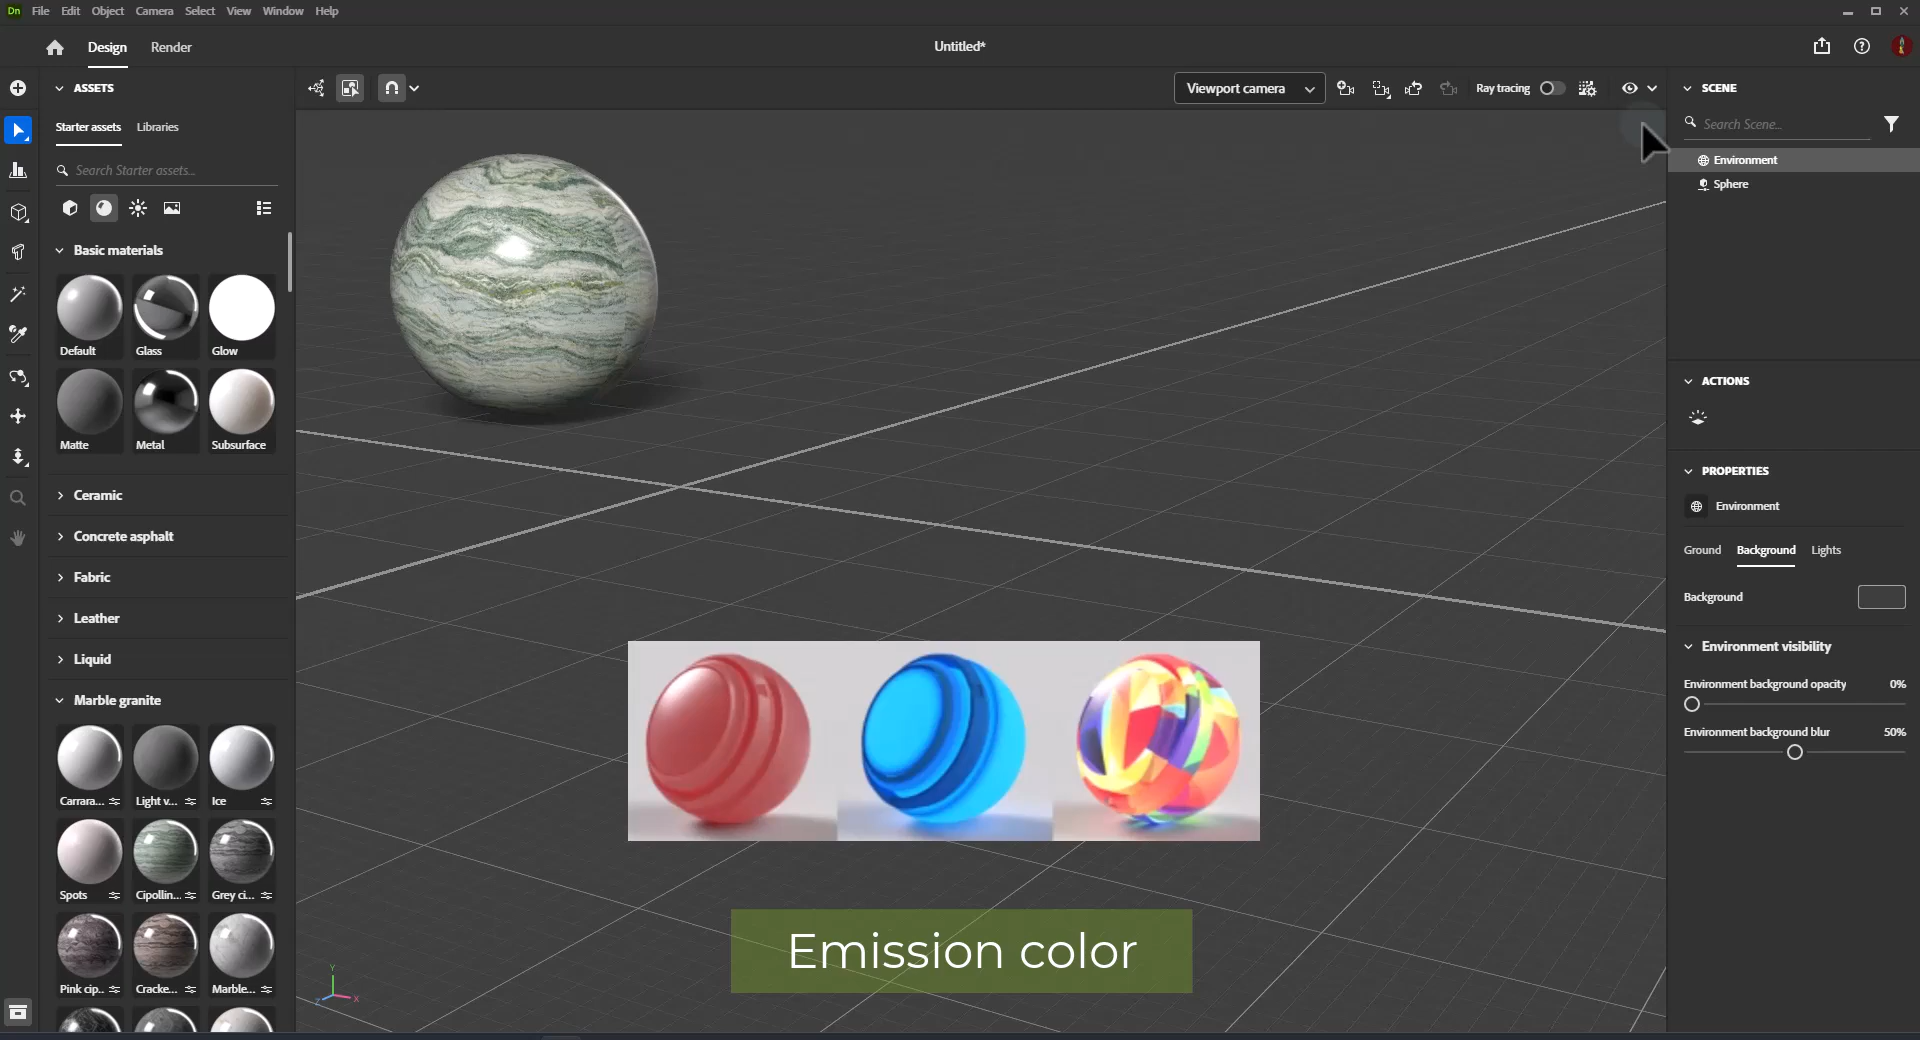 Dn File Edit Object Camera Select View Window Help
Design Render Untitled*
ASSETS
Starter assets Libraries
Search Starter assets...
Basic materials
Default Glass Glow
Matte Metal Subsurface
Ceramic
Concrete asphalt
Fabric
Leather
Liquid
Marble granite
Carrara... Light v... Ice
Spots Cipollin... Grey ci...
Pink cip.. Cracke... Marble...
Viewport camera Ray tracing
Y
Z X
Emission color
SCENE
Search Scene...
Environment
Sphere
ACTIONS
PROPERTIES
Environment
Ground Background Lights
Background
Environment visibility
Environment background opacity 0%
Environment background blur 50%